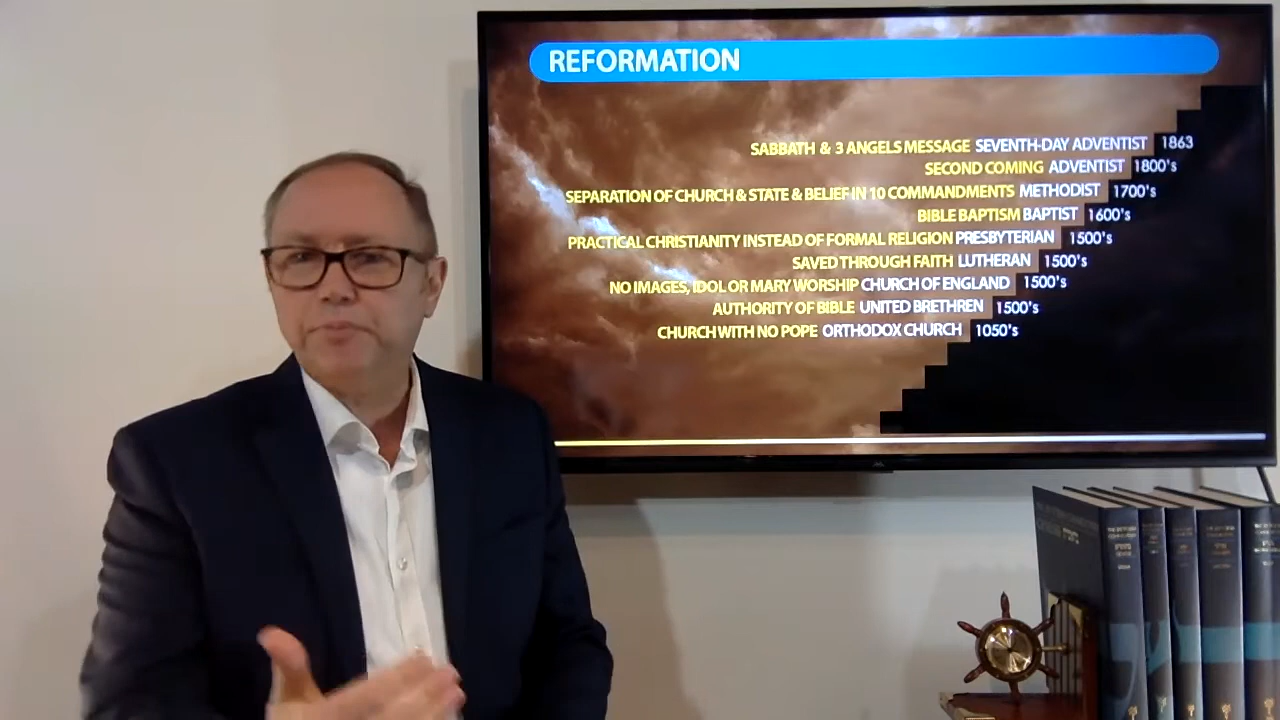 REFORMATION
SABBATH & 3 ANGELS MESSAGE SEVENTH-DAY ADVENTIST 1863
SECOND COMING ADVENTIST 1800's
SEPARATION OF CHURCH & STATE & BELIEF IN 10 COMMANDMENTS METHODIST 1700's
BIBLE BAPTISM BAPTIST 1600's
PRACTICAL CHRISTIANITY INSTEAD OF FORMAL RELIGION PRESBYTERIAN 1500's
SAVED THROUGH FAITH LUTHERAN 1500's
NO IMAGES, IDOL OR MARY WORSHIP CHURCH OF ENGLAND 1500's
AUTHORITY OF BIBLE UNITED BRETHREN 1500's
CHURCH WITH NO POPE ORTHODOX CHURCH 1050's